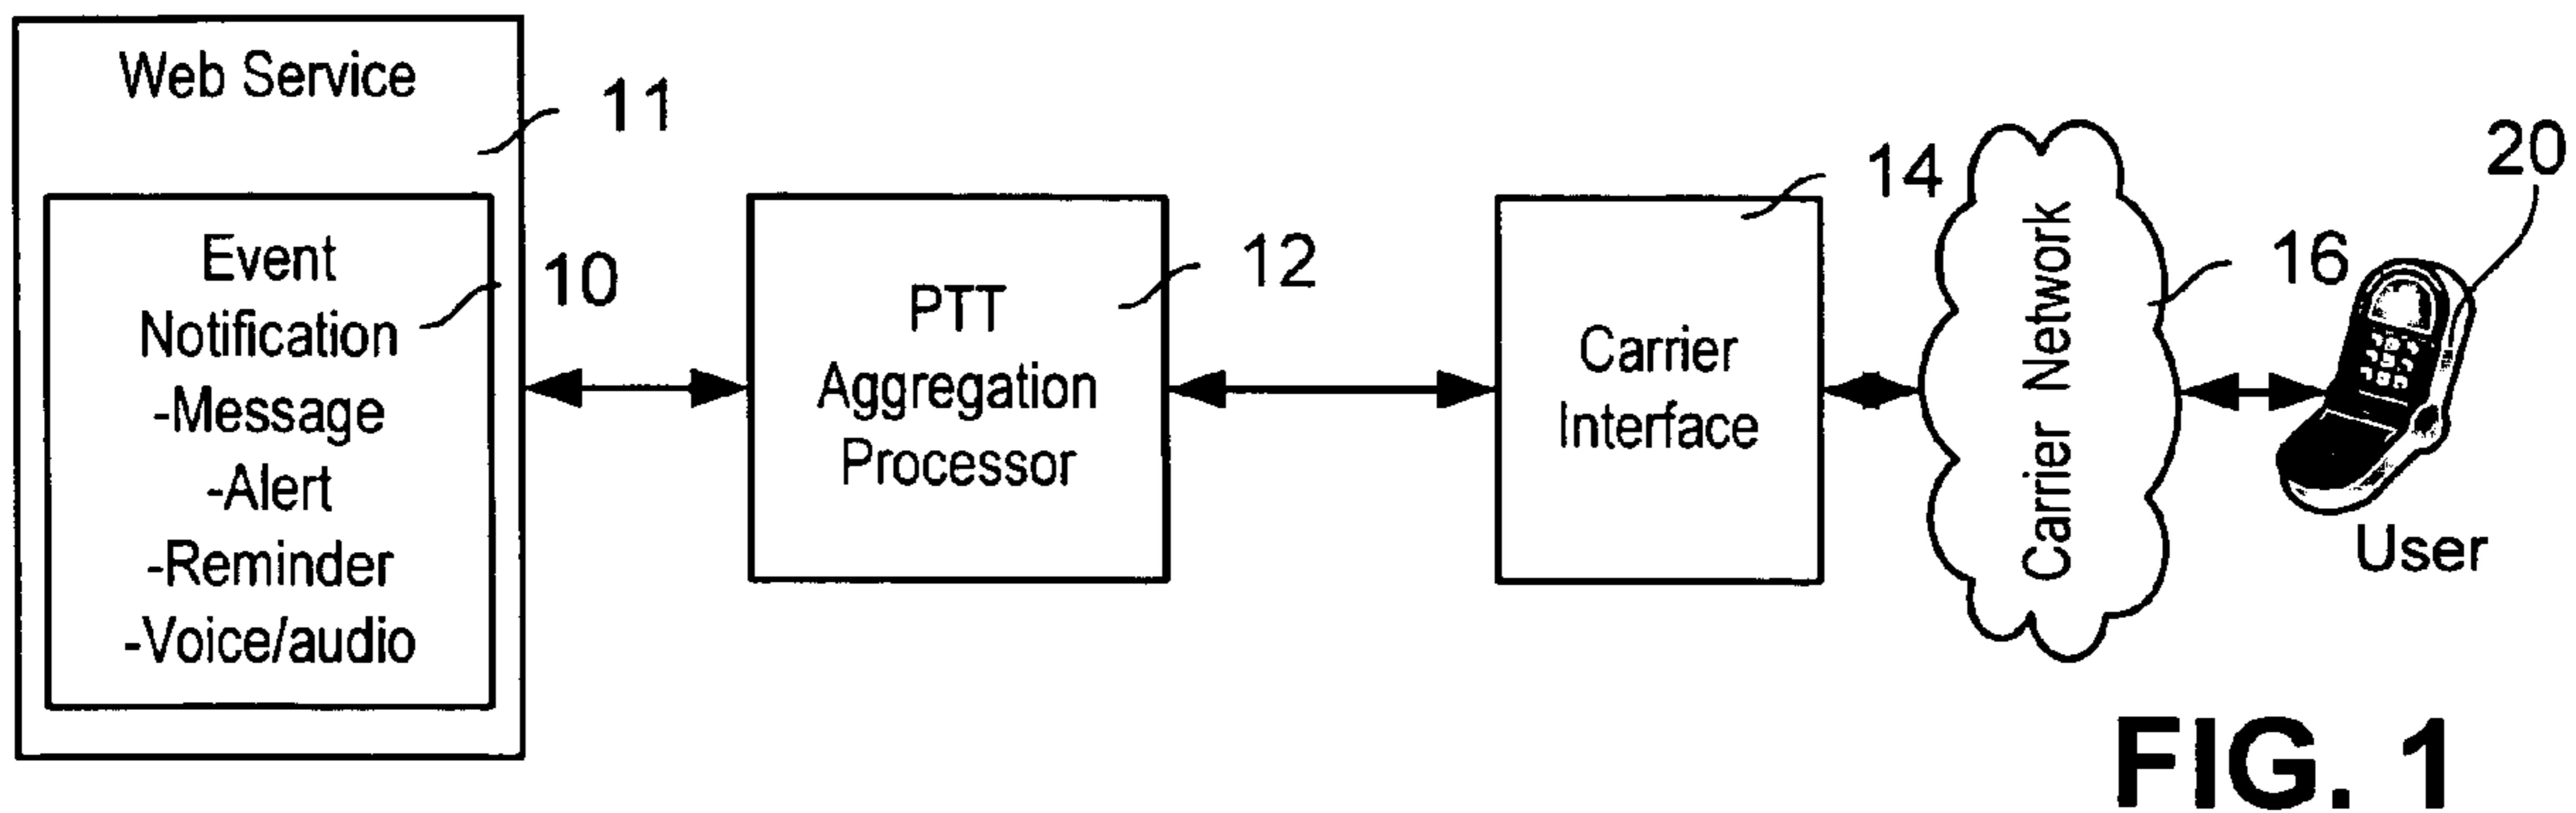 Web Service
11
Event
Notification
-Message
-Alert
-Reminder
-Voice/audio
10
PTT
Aggregation
Processor
12
Carrier
Interface
14
Carrier Network
16
20
User
FIG. 1